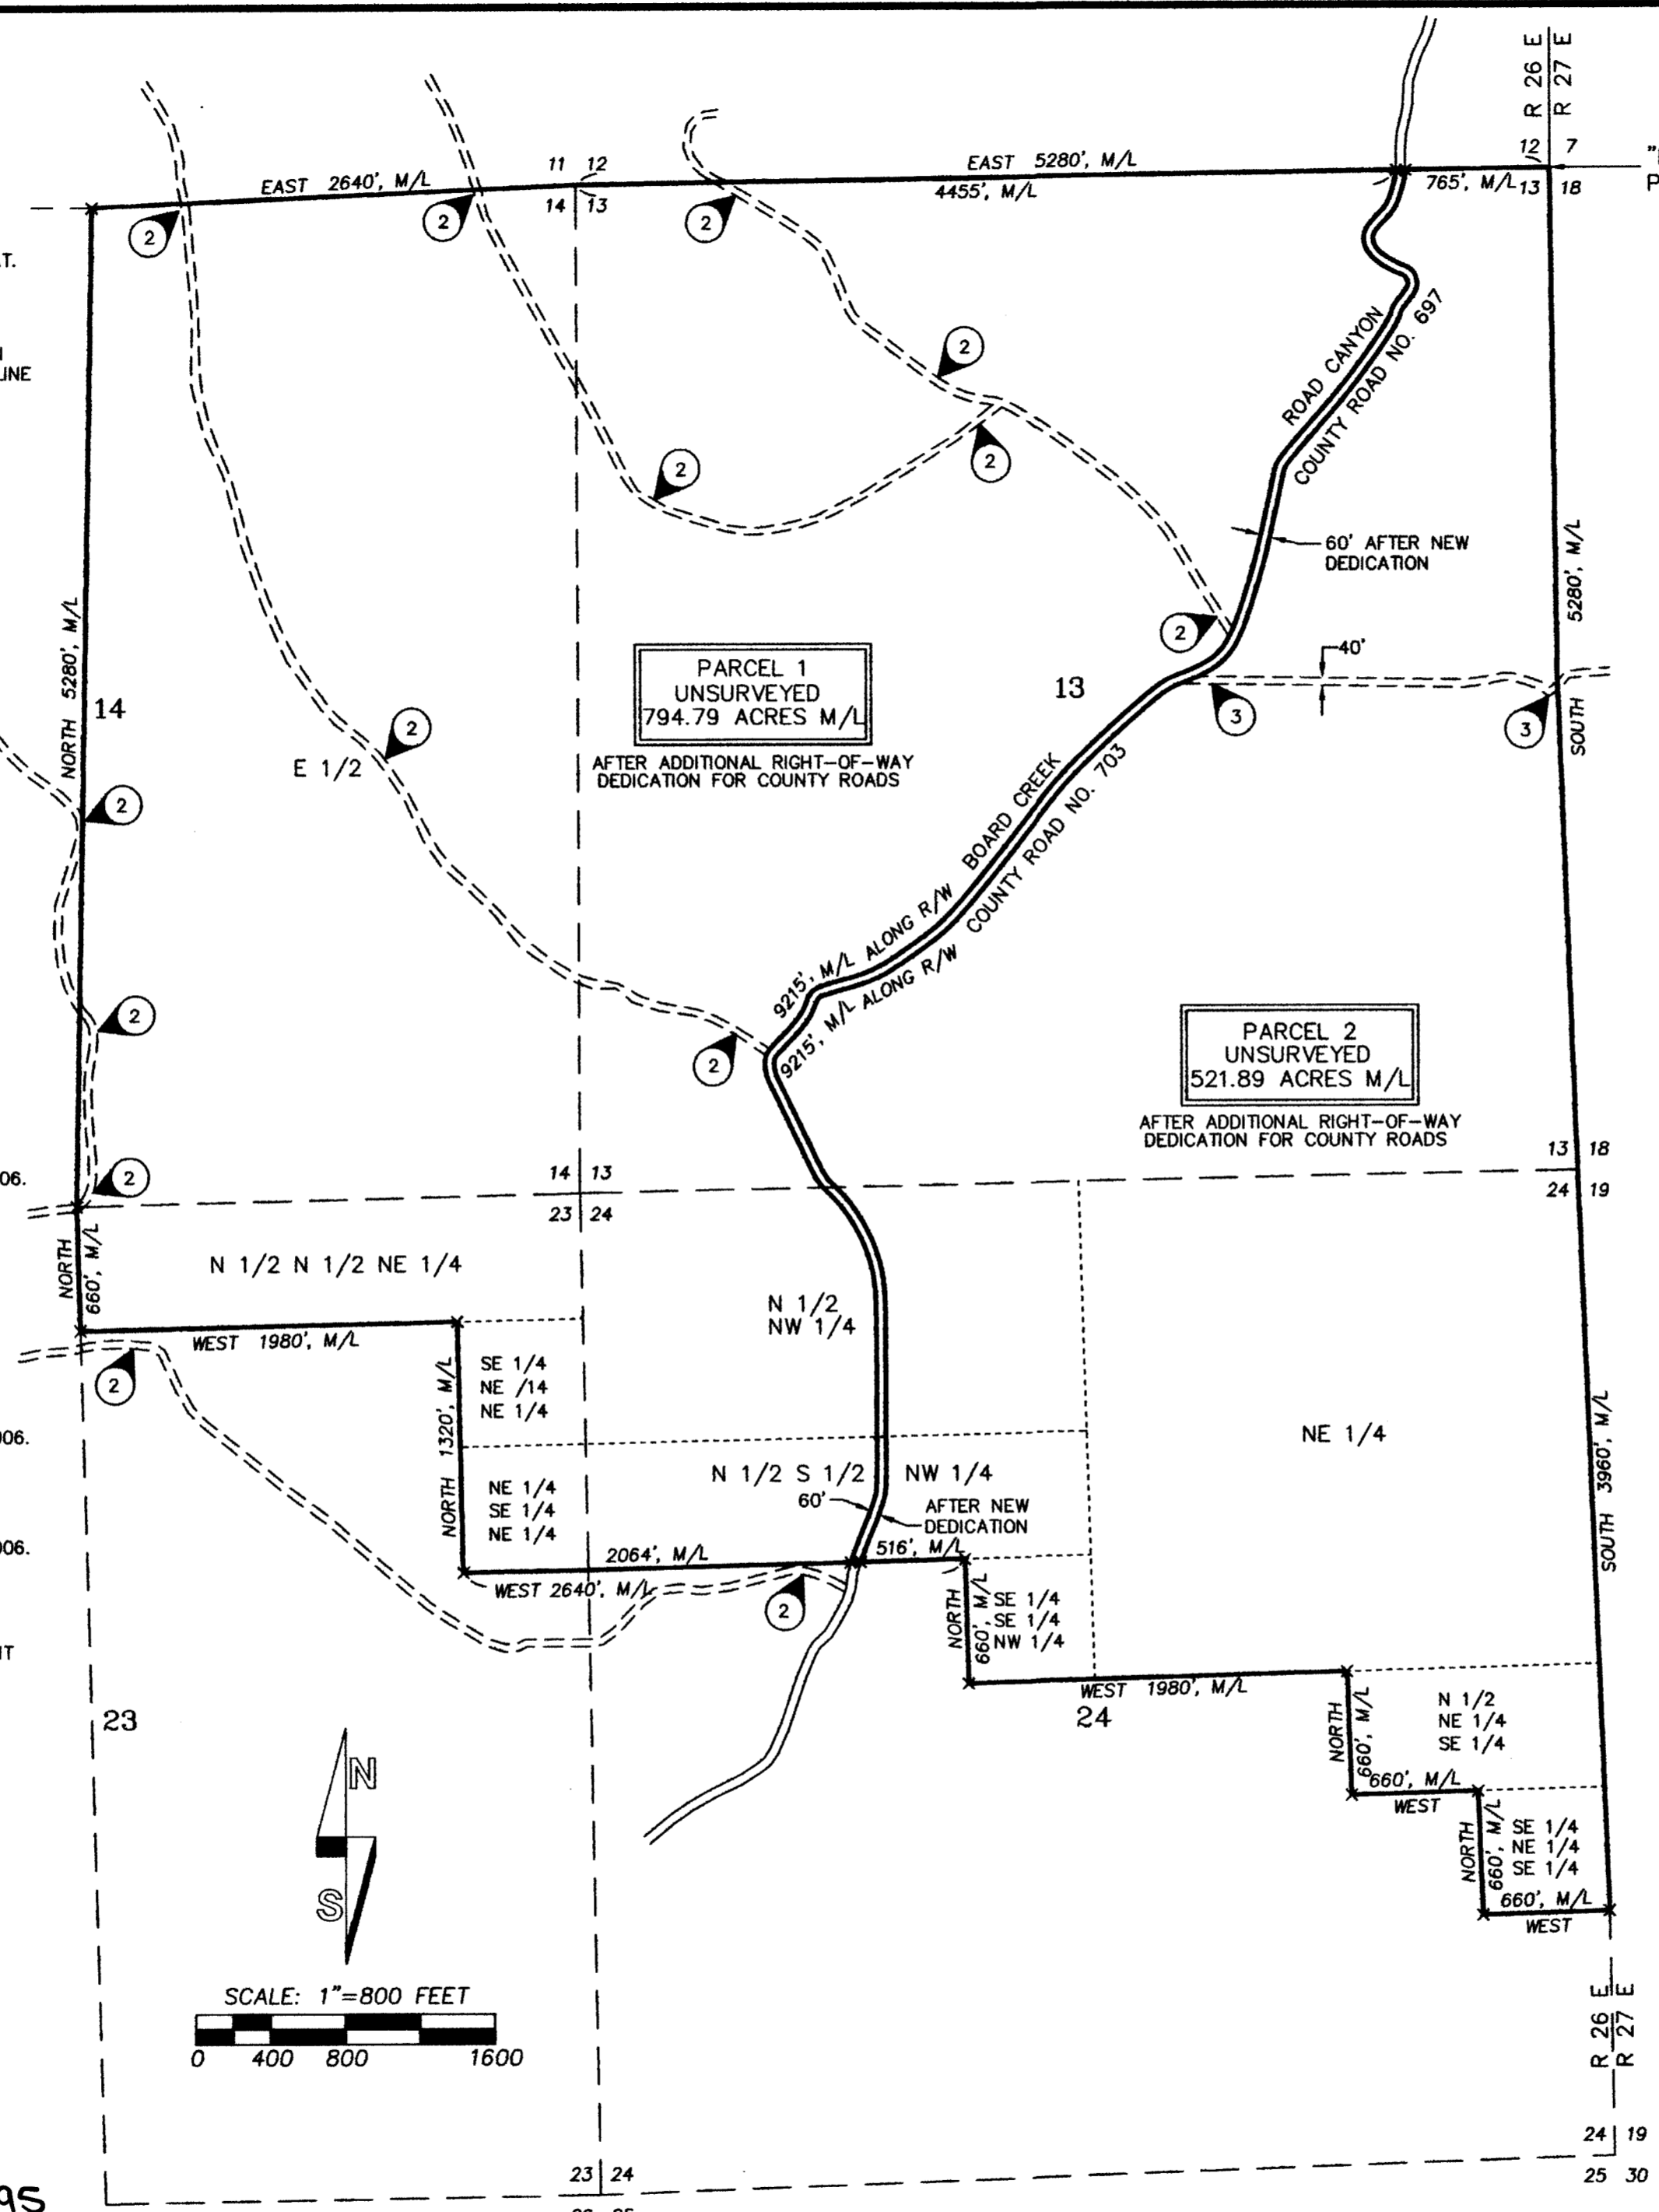 R 26 E
R 27 E
11 12
14 13
12 7
13 18
EAST 2640', M/L
EAST 5280', M/L
4455', M/L
765', M/L
2
2
2
T.
LINE
ROAD CANYON
COUNTY ROAD NO. 697
2
2
2
60' AFTER NEW
DEDICATION
5280', M/L
SOUTH
NORTH 5280', M/L
14
2
40'
3
3
PARCEL 1
UNSURVEYED
794.79 ACRES M/L
AFTER ADDITIONAL RIGHT-OF-WAY
DEDICATION FOR COUNTY ROADS
13
E 1/2
2
2
BOARD CREEK
COUNTY ROAD NO. 703
9215', M/L ALONG R/W
9215', M/L ALONG R/W
2
2
PARCEL 2
UNSURVEYED
521.89 ACRES M/L
AFTER ADDITIONAL RIGHT-OF-WAY
DEDICATION FOR COUNTY ROADS
2
06.
14 13
23 24
13 18
24 19
NORTH
660', M/L
N 1/2 N 1/2 NE 1/4
N 1/2
NW 1/4
WEST 1980', M/L
2
NORTH 1320', M/L
SE 1/4
NE /14
NE 1/4
NE 1/4
006.
SOUTH 3960', M/L
N 1/2 S 1/2 NW 1/4
NE 1/4
SE 1/4
NE 1/4
60'
AFTER NEW
DEDICATION
006.
2064', M/L
516', M/L
WEST 2640', M/L
2
NORTH
660', M/L
SE 1/4
SE 1/4
NW 1/4
WEST 1980', M/L
23
24
NORTH
660', M/L
N 1/2
NE 1/4
SE 1/4
660', M/L
WEST
NORTH
660', M/L
SE 1/4
NE 1/4
SE 1/4
660', M/L
WEST
N
S
SCALE: 1"=800 FEET
0 400 800 1600
R 26 E
R 27 E
23 24
24 19
25 30
95